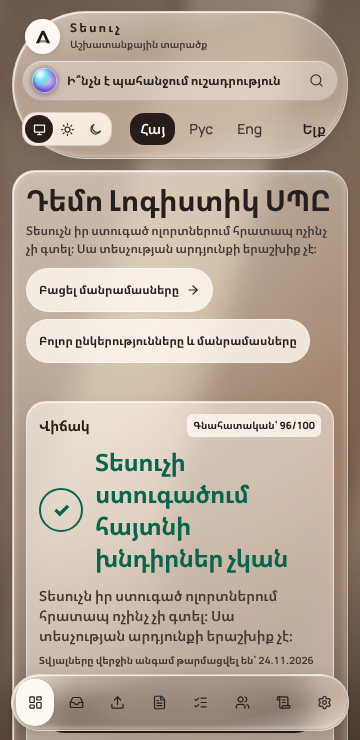 Տեսուչ
Աշխատանքային տարածք
Ի՞նչն է պահանջում ուշադրություն
Հայ Рус Eng Ելք
Դեմո Լոգիստիկ ՍՊԸ
Տեսուչն իր ստուգած ոլորտներում հրատապ ոչինչ
չի գտել։ Սա տեսչության արդյունքի երաշխիք չէ։
Բացել մանրամասները →
Բոլոր ընկերությունները և մանրամասները
Վիճակ
Գնահատական՝ 96/100
Տեսուչի
ստուգածում
հայտնի
խնդիրներ չկան
Տեսուչն իր ստուգած ոլորտներում
հրատապ ոչինչ չի գտել։ Սա
տեսչության արդյունքի երաշխիք չէ։
Տվյալները վերջին անգամ թարմացվել են՝ 24.11.2026